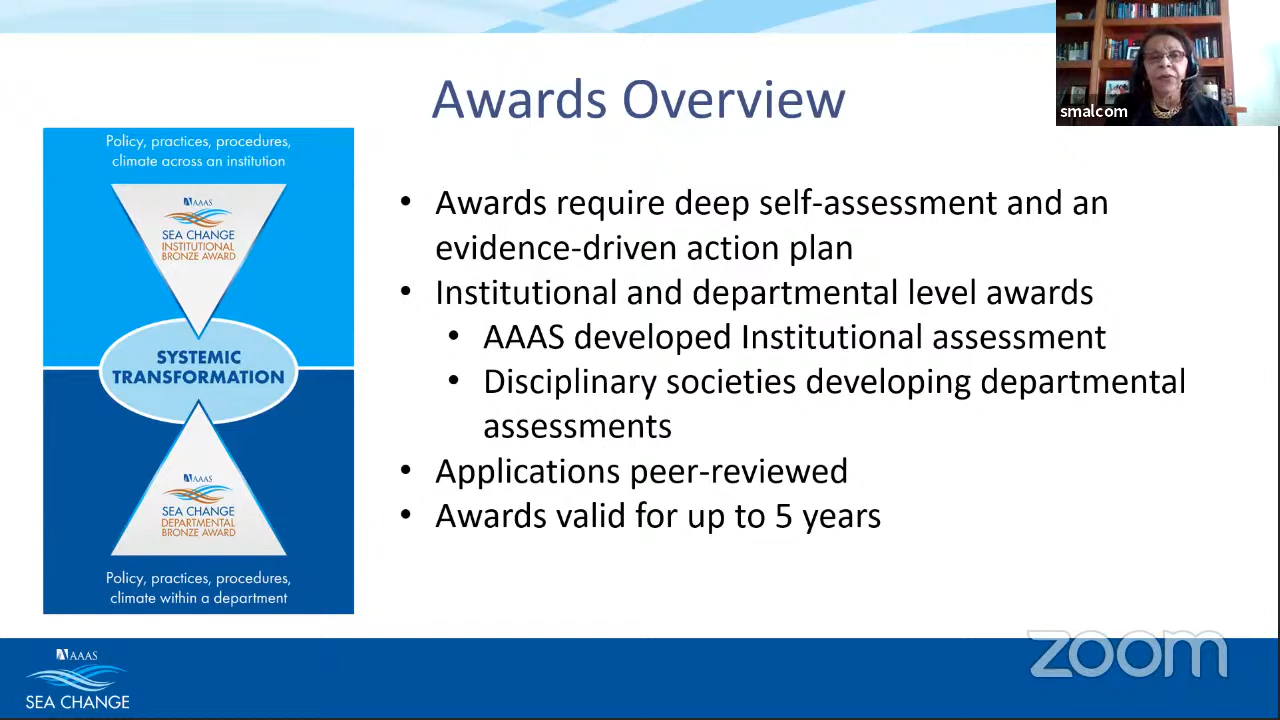 Awards Overview
smalcom
Policy, practices, procedures,
climate across an institution
AAAS
SEA CHANGE
INSTITUTIONAL
BRONZE AWARD
SYSTEMIC
TRANSFORMATION
AAAS
SEA CHANGE
DEPARTMENTAL
BRONZE AWARD
Policy, practices, procedures,
climate within a department
• Awards require deep self-assessment and an
evidence-driven action plan
• Institutional and departmental level awards
• AAAS developed Institutional assessment
• Disciplinary societies developing departmental
assessments
• Applications peer-reviewed
• Awards valid for up to 5 years
AAAS
SEA CHANGE
zoom